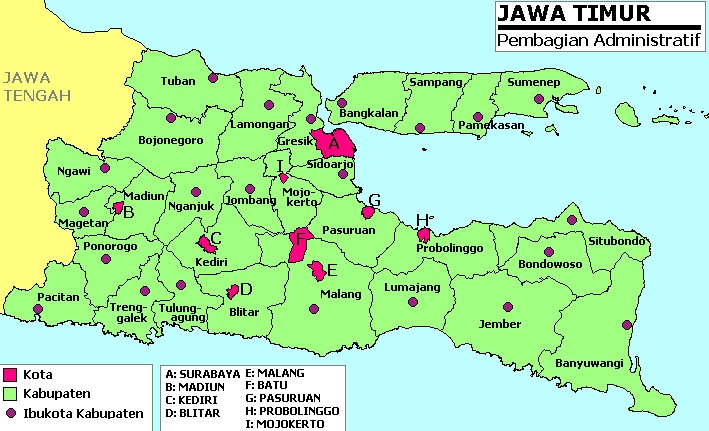 JAWA TIMUR
Pembagian Administratif
JAWA
TENGAH
Tuban
Sampang
Sumenep
Bangkalan
Pamekasan
Lamongan
Bojonegoro
Gresik
A
Sidoarjo
I
Ngawi
Mojo-
kerto
Madiun
B
Nganjuk
Jombang
G
Magetan
Pasuruan
H
Ponorogo
C
F
Probolinggo
Situbondo
Kediri
E
Bondowoso
D
Pacitan
Treng-
galek
Tulung-
agung
Blitar
Malang
Lumajang
Jember
Banyuwangi
Kota
Kabupaten
Ibukota Kabupaten
A: SURABAYA
B: MADIUN
C: KEDIRI
D: BLITAR
E: MALANG
F: BATU
G: PASURUAN
H: PROBOLINGGO
I: MOJOKERTO